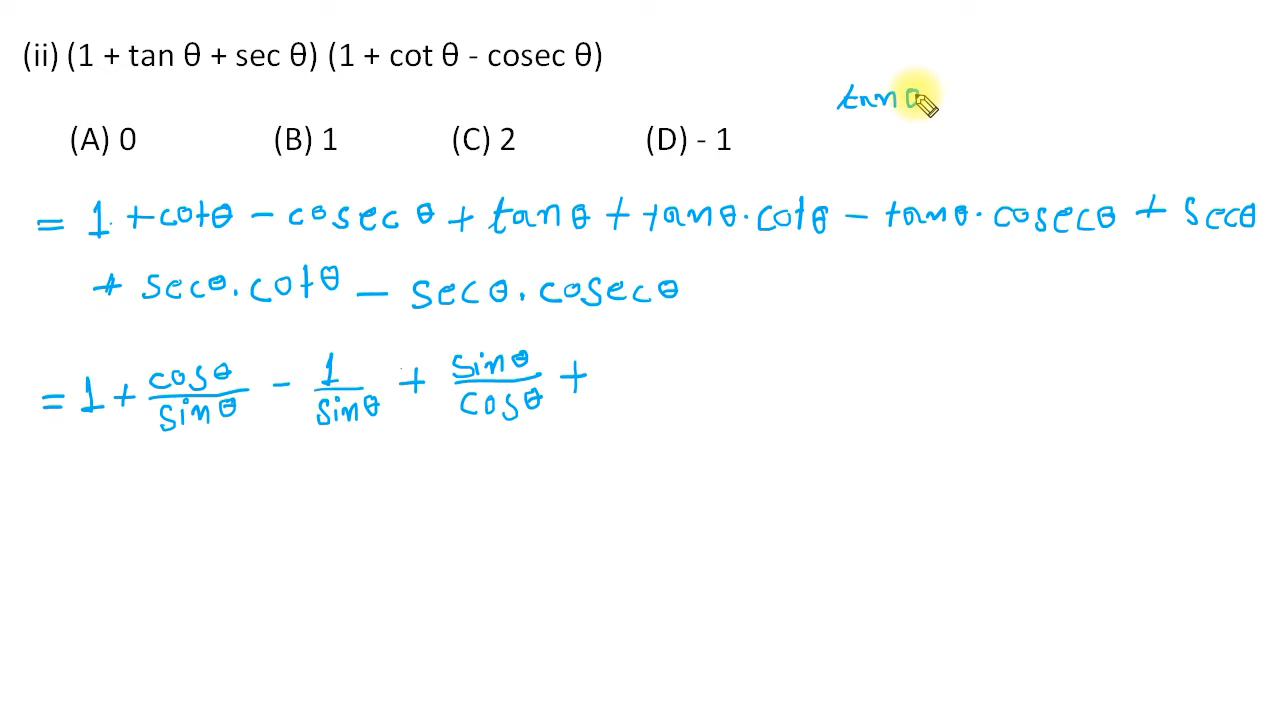 (ii) (1 + tan θ + sec θ) (1 + cot θ - cosec θ)
tan θ
(A) 0 (B) 1 (C) 2 (D) - 1
= 1 + cotθ - cosec θ + tanθ + tanθ·cotθ - tanθ·cosecθ + secθ
+ secθ.cotθ - secθ.cosecθ
= 1 + cosθ/sinθ - 1/sinθ + sinθ/cosθ +